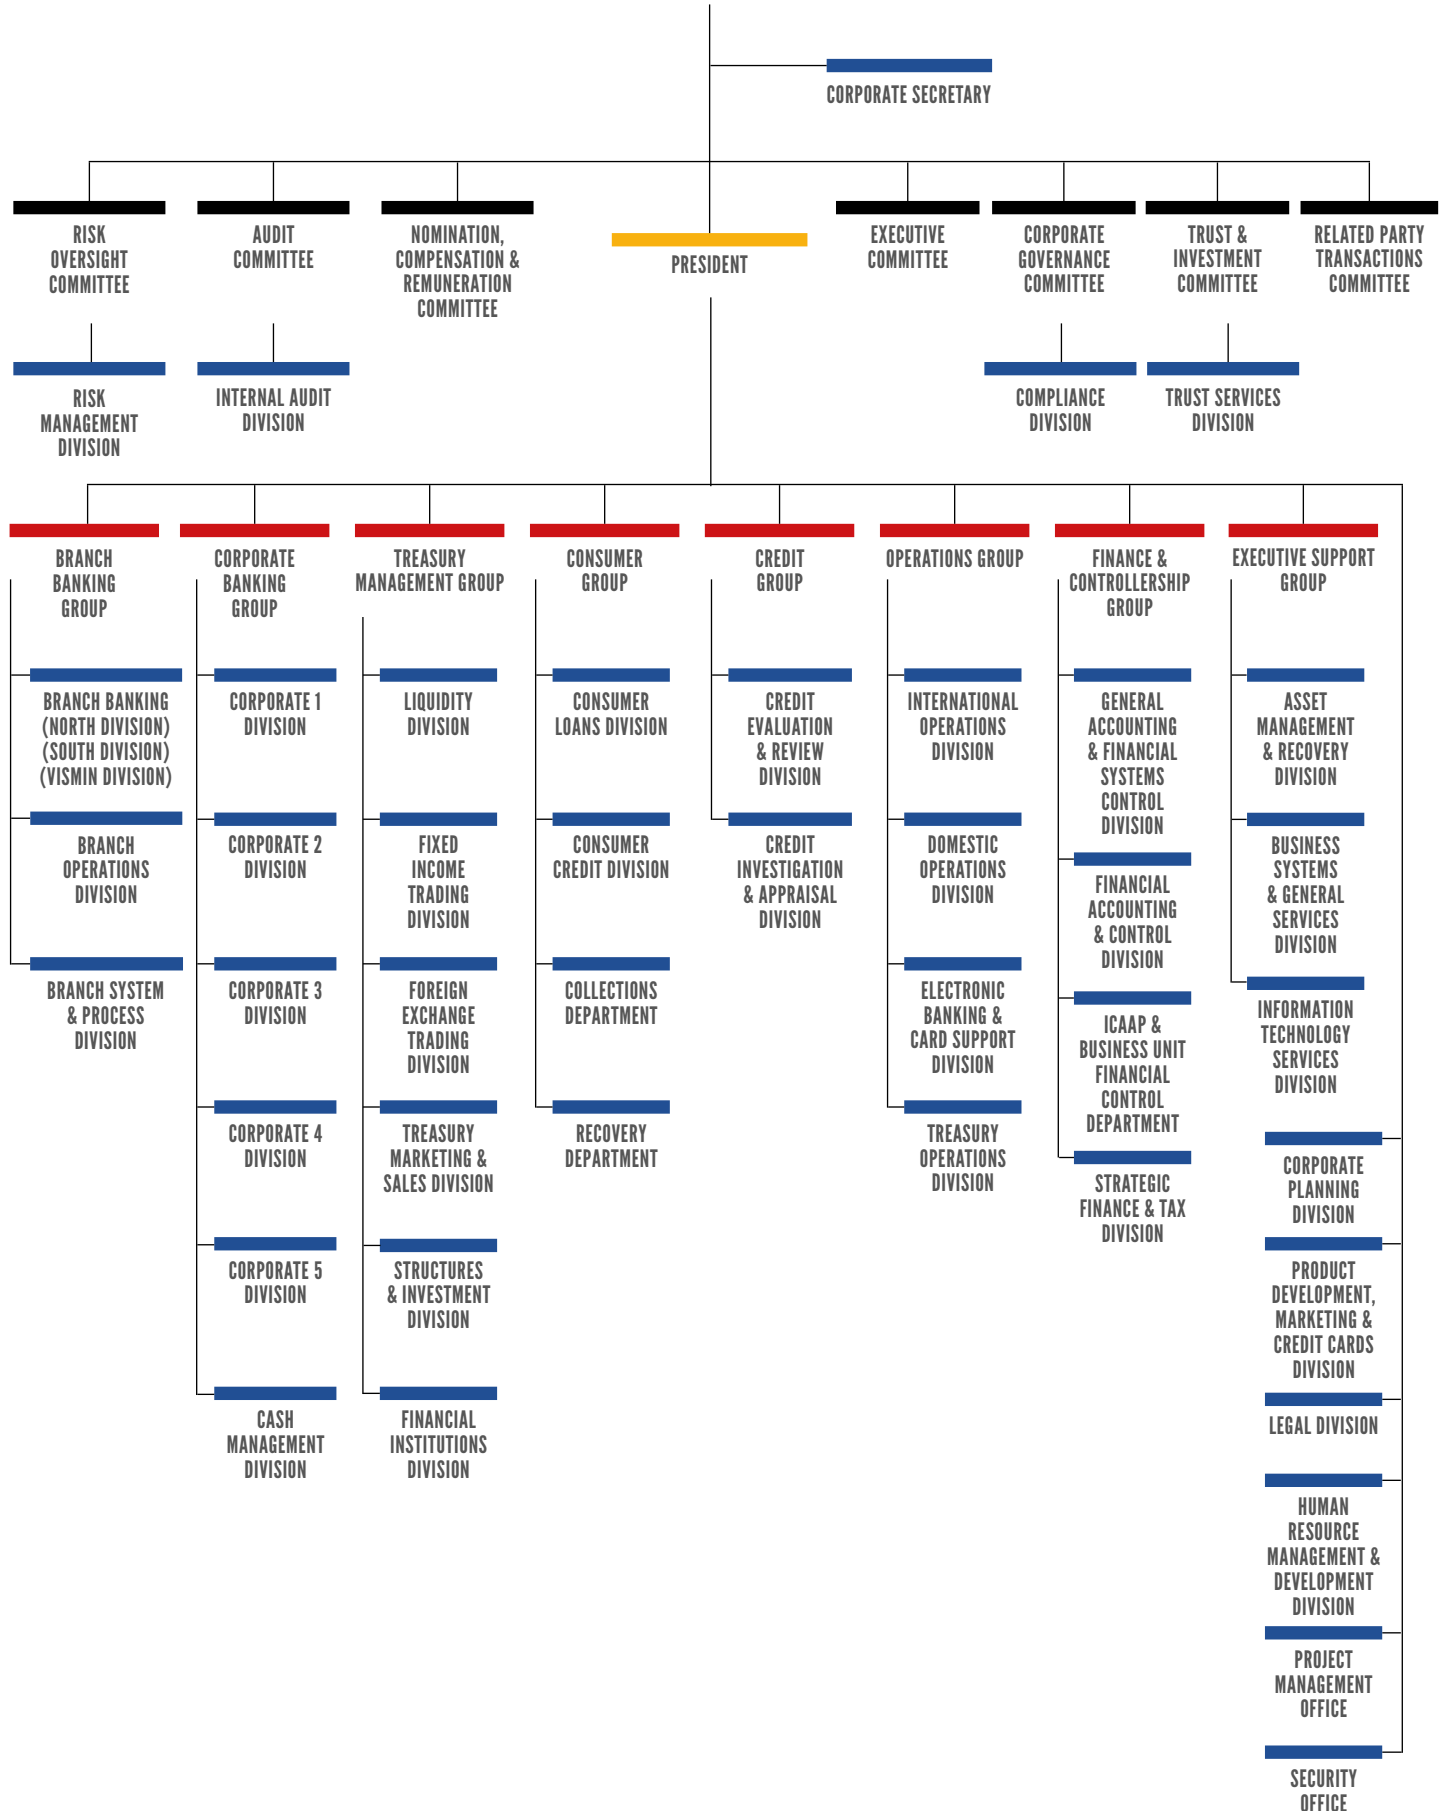 CORPORATE SECRETARY
RISK
OVERSIGHT
COMMITTEE
AUDIT
COMMITTEE
NOMINATION,
COMPENSATION &
REMUNERATION
COMMITTEE
PRESIDENT
EXECUTIVE
COMMITTEE
CORPORATE
GOVERNANCE
COMMITTEE
TRUST &
INVESTMENT
COMMITTEE
RELATED PARTY
TRANSACTIONS
COMMITTEE
RISK
MANAGEMENT
DIVISION
INTERNAL AUDIT
DIVISION
COMPLIANCE
DIVISION
TRUST SERVICES
DIVISION
BRANCH
BANKING
GROUP
BRANCH BANKING
(NORTH DIVISION)
(SOUTH DIVISION)
(VISMIN DIVISION)
BRANCH
OPERATIONS
DIVISION
BRANCH SYSTEM
& PROCESS
DIVISION
CORPORATE
BANKING
GROUP
CORPORATE 1
DIVISION
CORPORATE 2
DIVISION
CORPORATE 3
DIVISION
CORPORATE 4
DIVISION
CORPORATE 5
DIVISION
CASH
MANAGEMENT
DIVISION
TREASURY
MANAGEMENT GROUP
LIQUIDITY
DIVISION
FIXED
INCOME
TRADING
DIVISION
FOREIGN
EXCHANGE
TRADING
DIVISION
TREASURY
MARKETING &
SALES DIVISION
STRUCTURES
& INVESTMENT
DIVISION
FINANCIAL
INSTITUTIONS
DIVISION
CONSUMER
GROUP
CONSUMER
LOANS DIVISION
CONSUMER
CREDIT DIVISION
COLLECTIONS
DEPARTMENT
RECOVERY
DEPARTMENT
CREDIT
GROUP
CREDIT
EVALUATION
& REVIEW
DIVISION
CREDIT
INVESTIGATION
& APPRAISAL
DIVISION
OPERATIONS GROUP
INTERNATIONAL
OPERATIONS
DIVISION
DOMESTIC
OPERATIONS
DIVISION
ELECTRONIC
BANKING &
CARD SUPPORT
DIVISION
TREASURY
OPERATIONS
DIVISION
FINANCE &
CONTROLLERSHIP
GROUP
GENERAL
ACCOUNTING
& FINANCIAL
SYSTEMS
CONTROL
DIVISION
FINANCIAL
ACCOUNTING
& CONTROL
DIVISION
ICAAP &
BUSINESS UNIT
FINANCIAL
CONTROL
DEPARTMENT
STRATEGIC
FINANCE & TAX
DIVISION
EXECUTIVE SUPPORT
GROUP
ASSET
MANAGEMENT
& RECOVERY
DIVISION
BUSINESS
SYSTEMS
& GENERAL
SERVICES
DIVISION
INFORMATION
TECHNOLOGY
SERVICES
DIVISION
CORPORATE
PLANNING
DIVISION
PRODUCT
DEVELOPMENT,
MARKETING &
CREDIT CARDS
DIVISION
LEGAL DIVISION
HUMAN
RESOURCE
MANAGEMENT &
DEVELOPMENT
DIVISION
PROJECT
MANAGEMENT
OFFICE
SECURITY
OFFICE